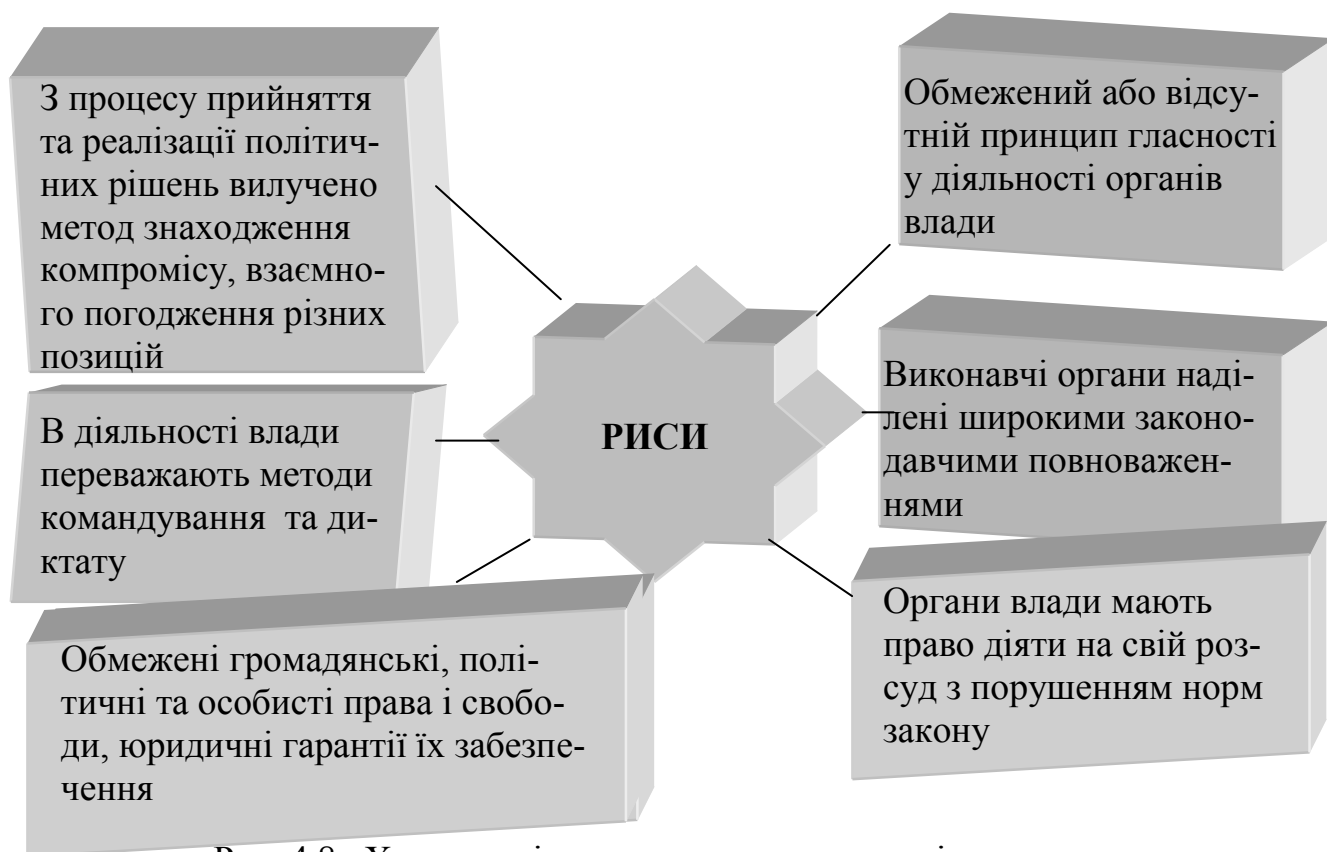 З процесу прийняття
та реалізації політич-
них рішень вилучено
метод знаходження
компромісу, взаємно-
го погодження різних
позицій
В діяльності влади
переважають методи
командування та ди-
ктату
Обмежені громадянські, полі-
тичні та особисті права і свобо-
ди, юридичні гарантії їх забезпе-
чення
РИСИ
Обмежений або відсу-
тній принцип гласності
у діяльності органів
влади
Виконавчі органи наді-
лені широкими законо-
давчими повноважен-
нями
Органи влади мають
право діяти на свій роз-
суд з порушенням норм
закону